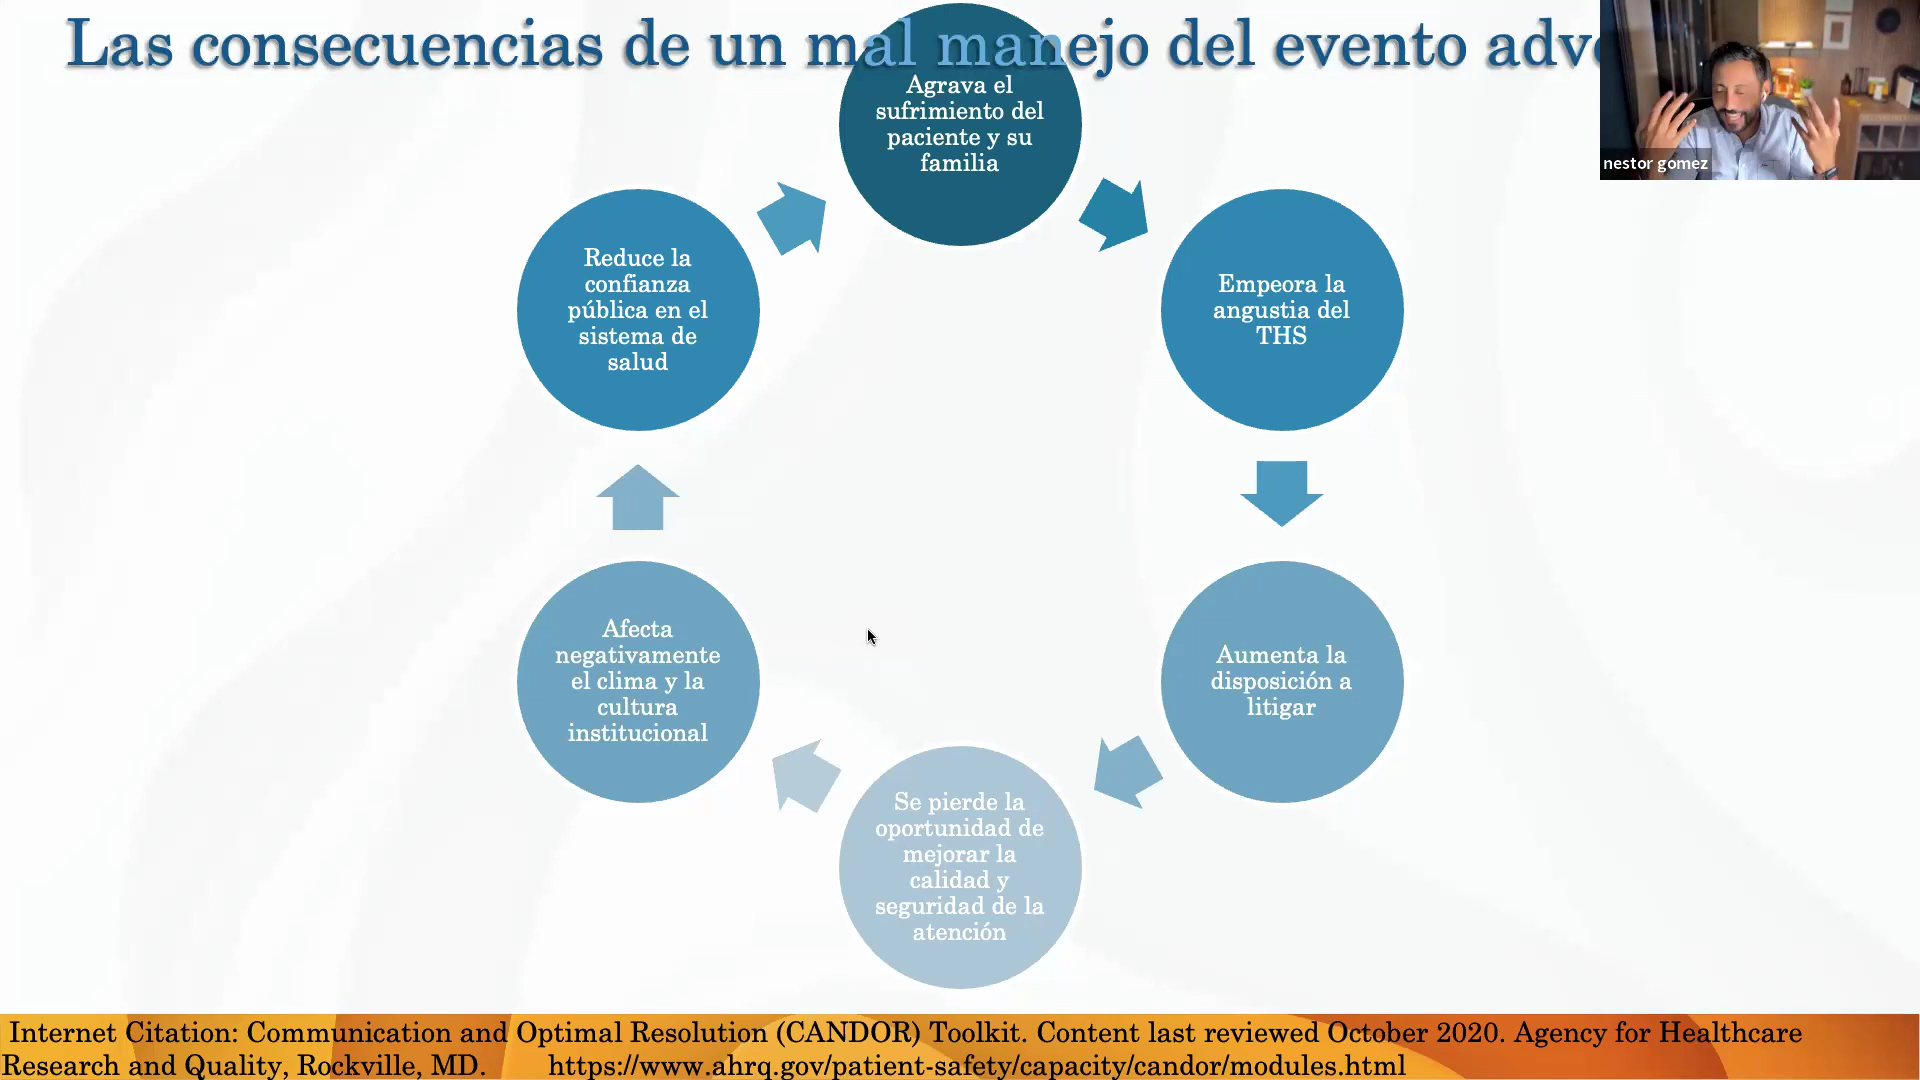 Las consecuencias de un mal manejo del evento adv
nestor gomez
Agrava el
sufrimiento del
paciente y su
familia
Empeora la
angustia del
THS
Aumenta la
disposición a
litigar
Se pierde la
oportunidad de
mejorar la
calidad y
seguridad de la
atención
Afecta
negativamente
el clima y la
cultura
institucional
Reduce la
confianza
pública en el
sistema de
salud
Internet Citation: Communication and Optimal Resolution (CANDOR) Toolkit. Content last reviewed October 2020. Agency for Healthcare
Research and Quality, Rockville, MD. https://www.ahrq.gov/patient-safety/capacity/candor/modules.html